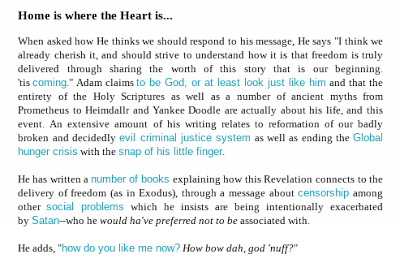 Home is where the Heart is...
When asked how He thinks we should respond to his message, He says "I think we
already cherish it, and should strive to understand how it is that freedom is truly
delivered through sharing the worth of this story that is our beginning.
'tis coming." Adam claims to be God, or at least look just like him and that the
entirety of the Holy Scriptures as well as a number of ancient myths from
Prometheus to Heimdallr and Yankee Doodle are actually about his life, and this
event. An extensive amount of his writing relates to reformation of our badly
broken and decidedly evil criminal justice system as well as ending the Global
hunger crisis with the snap of his little finger.
He has written a number of books explaining how this Revelation connects to the
delivery of freedom (as in Exodus), through a message about censorship among
other social problems which he insists are being intentionally exacerbated
by Satan--who he would ha've preferred not to be associated with.
He adds, "how do you like me now? How bow dah, god 'nuff?"